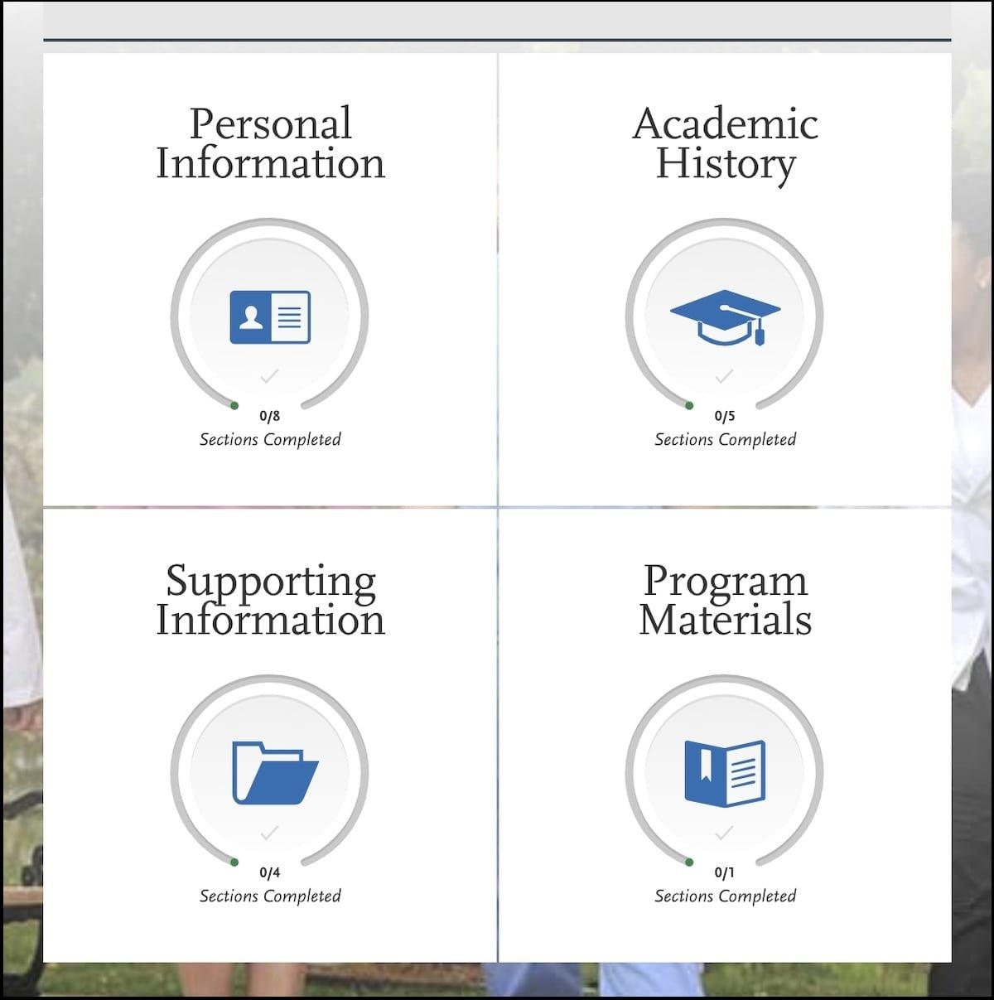 Personal
Information
0/8
Sections Completed
Academic
History
0/5
Sections Completed
Supporting
Information
0/4
Sections Completed
Program
Materials
0/1
Sections Completed